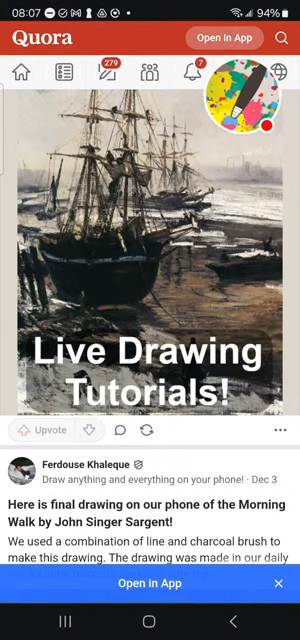 08:07
94%
Quora
Open in App
279
7
Live Drawing
Tutorials!
Upvote
Ferdouse Khaleque
Draw anything and everything on your phone! · Dec 3
Here is final drawing on our phone of the Morning
Walk by John Singer Sargent!
We used a combination of line and charcoal brush to
make this drawing. The drawing was made in our daily
Open in App